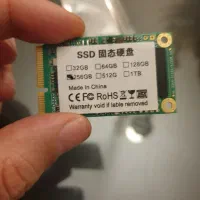 SSD 固态硬盘
□32GB □64GB □128GB
☑256GB □512G □1TB
Made in China
CE FC RoHS
Warranty void if lable removed